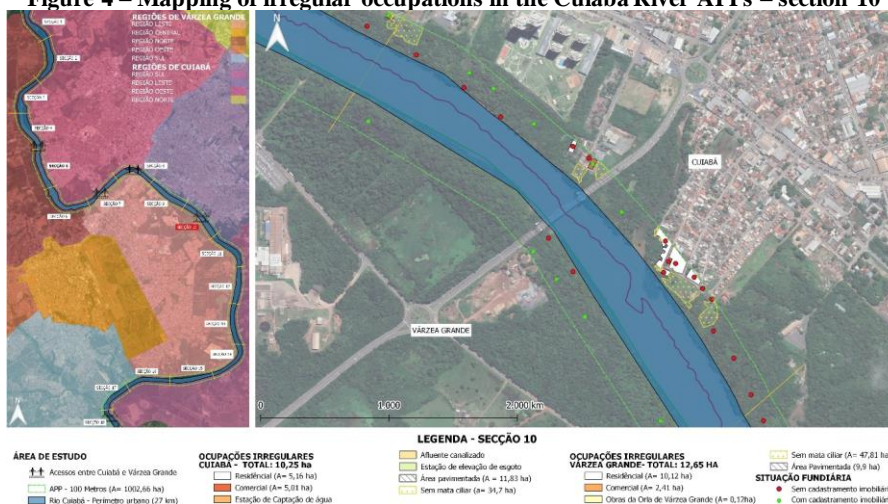 Figure 4 – Mapping of irregular occupations in the Cuiabá River APPs – section 10
REGIÕES DE VÁRZEA GRANDE
REGIÃO LESTE
REGIÃO CENTRAL
REGIÃO NORTE
REGIÃO OESTE
REGIÃO SUL
REGIÕES DE CUIABÁ
REGIÃO SUL
REGIÃO LESTE
REGIÃO OESTE
REGIÃO NORTE
N
CUIABÁ
VÁRZEA GRANDE
0 1.000 2.000 km
N
LEGENDA - SECÇÃO 10
ÁREA DE ESTUDO
Acessos entre Cuiabá e Várzea Grande
APP - 100 Metros (A= 1002,66 ha)
Rio Cuiabá - Perímetro urbano (27 km)
OCUPAÇÕES IRREGULARES
CUIABÁ - TOTAL: 10,25 ha
Residêncial (A= 5,16 ha)
Comercial (A= 5,01 ha)
Estação de Captação de água
Afluente canalizado
Estação de elevação de esgoto
Área pavimentada (A = 11,83 ha)
Sem mata ciliar (a= 34,7 ha)
OCUPAÇÕES IRREGULARES
VÁRZEA GRANDE- TOTAL: 12,65 HA
Residêncial (A= 10,12 ha)
Comercial (A= 2,41 ha)
Obras da Orla de Várzea Grande (A= 0,12ha)
Sem mata ciliar (A= 47,81 ha
Área Pavimentada (9,9 ha)
SITUAÇÃO FUNDIÁRIA
Sem cadastramento imobiliá
Com cadastramento imobiliá